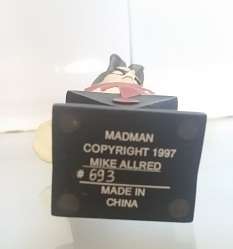 MADMAN
COPYRIGHT 1997
MIKE ALLRED
# 693
MADE IN
CHINA